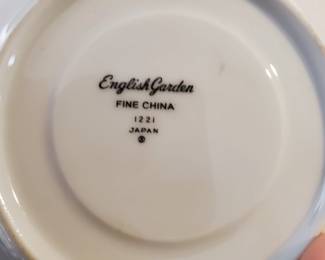 English Garden
FINE CHINA
1221
JAPAN